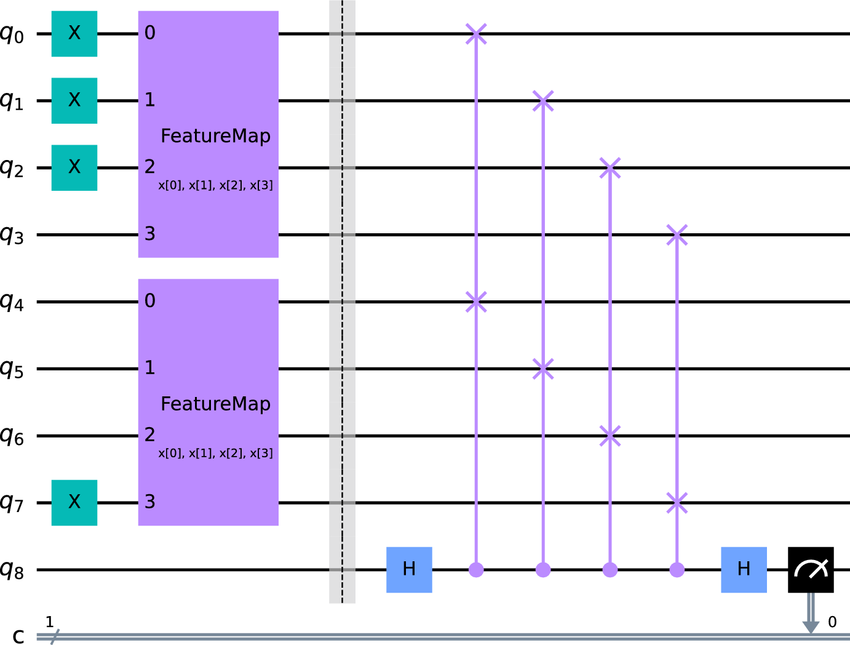 q0 X 0
q1 X 1
FeatureMap
q2 X 2
x[0], x[1], x[2], x[3]
q3 3
q4 0
q5 1
FeatureMap
q6 2
x[0], x[1], x[2], x[3]
q7 X 3
q8 H H
1 0
c